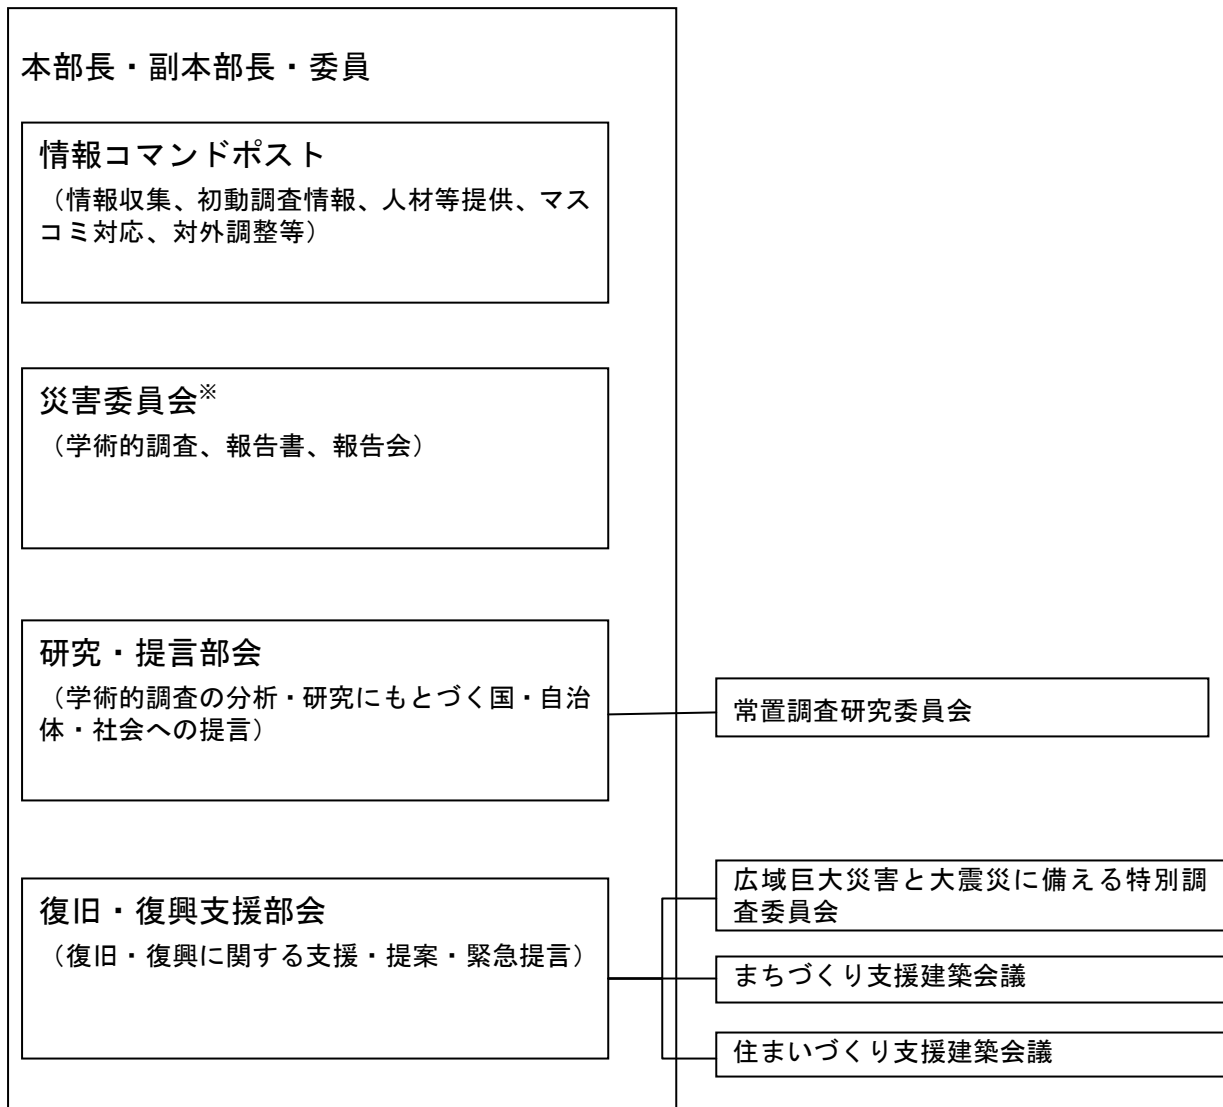 本部長・副本部長・委員
情報コマンドポスト
（情報収集、初動調査情報、人材等提供、マス
コミ対応、対外調整等）
災害委員会※
（学術的調査、報告書、報告会）
研究・提言部会
（学術的調査の分析・研究にもとづく国・自治
体・社会への提言）
常置調査研究委員会
復旧・復興支援部会
（復旧・復興に関する支援・提案・緊急提言）
広域巨大災害と大震災に備える特別調
査委員会
まちづくり支援建築会議
住まいづくり支援建築会議